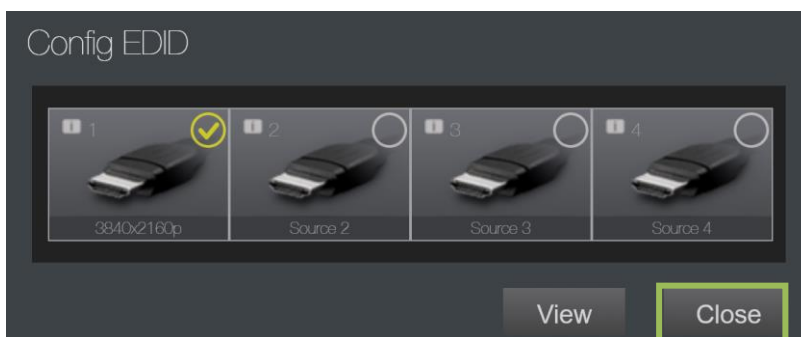 Config EDID
i 1 i 2 i 3 i 4
3840x2160p Source 2 Source 3 Source 4
View Close